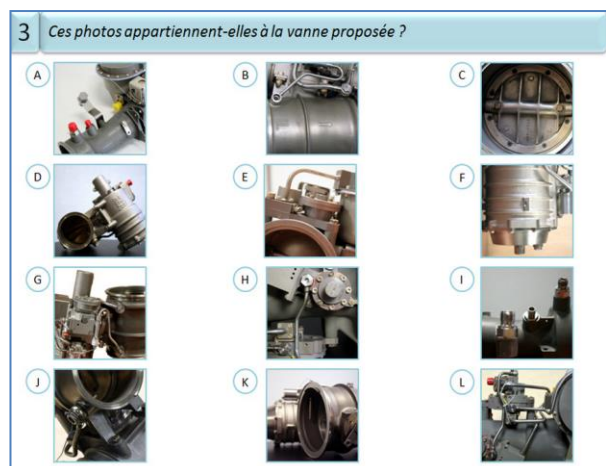 3 Ces photos appartiennent-elles à la vanne proposée ?
A B C
D E F
G H I
J K L